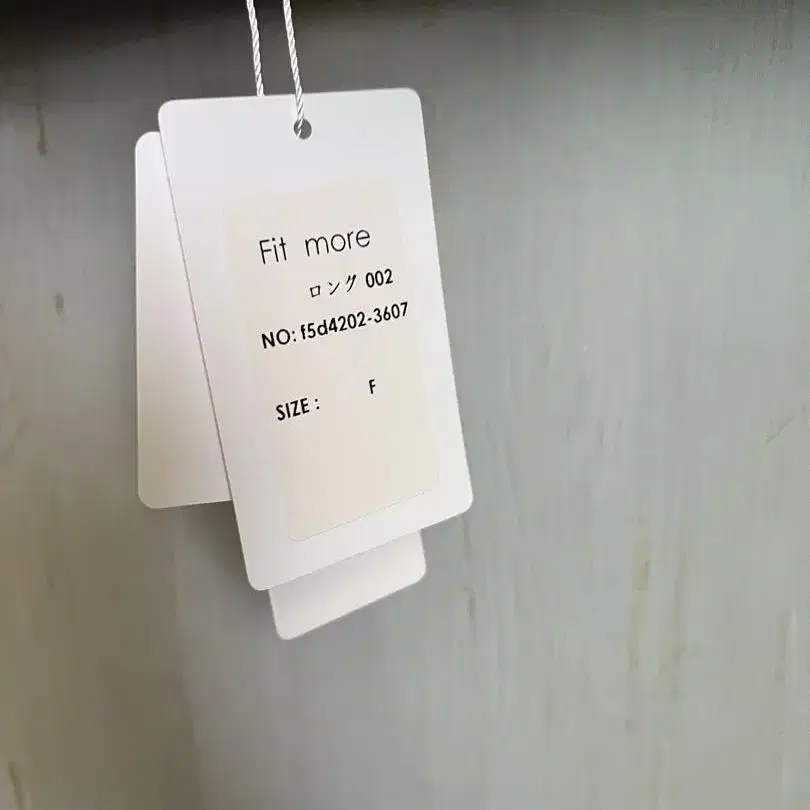 Fit more
ロング 002
NO: f5d4202-3607
SIZE : F